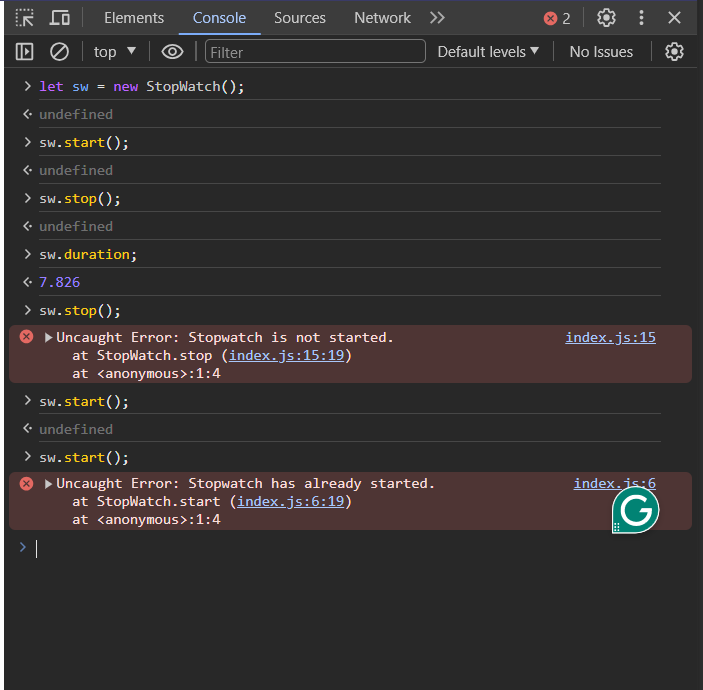 Elements Console Sources Network 2
top Filter Default levels No Issues
let sw = new StopWatch();
undefined
sw.start();
undefined
sw.stop();
undefined
sw.duration;
7.826
sw.stop();
Uncaught Error: Stopwatch is not started. index.js:15
at StopWatch.stop (index.js:15:19)
at <anonymous>:1:4
sw.start();
undefined
sw.start();
Uncaught Error: Stopwatch has already started. index.js:6
at StopWatch.start (index.js:6:19)
at <anonymous>:1:4
G